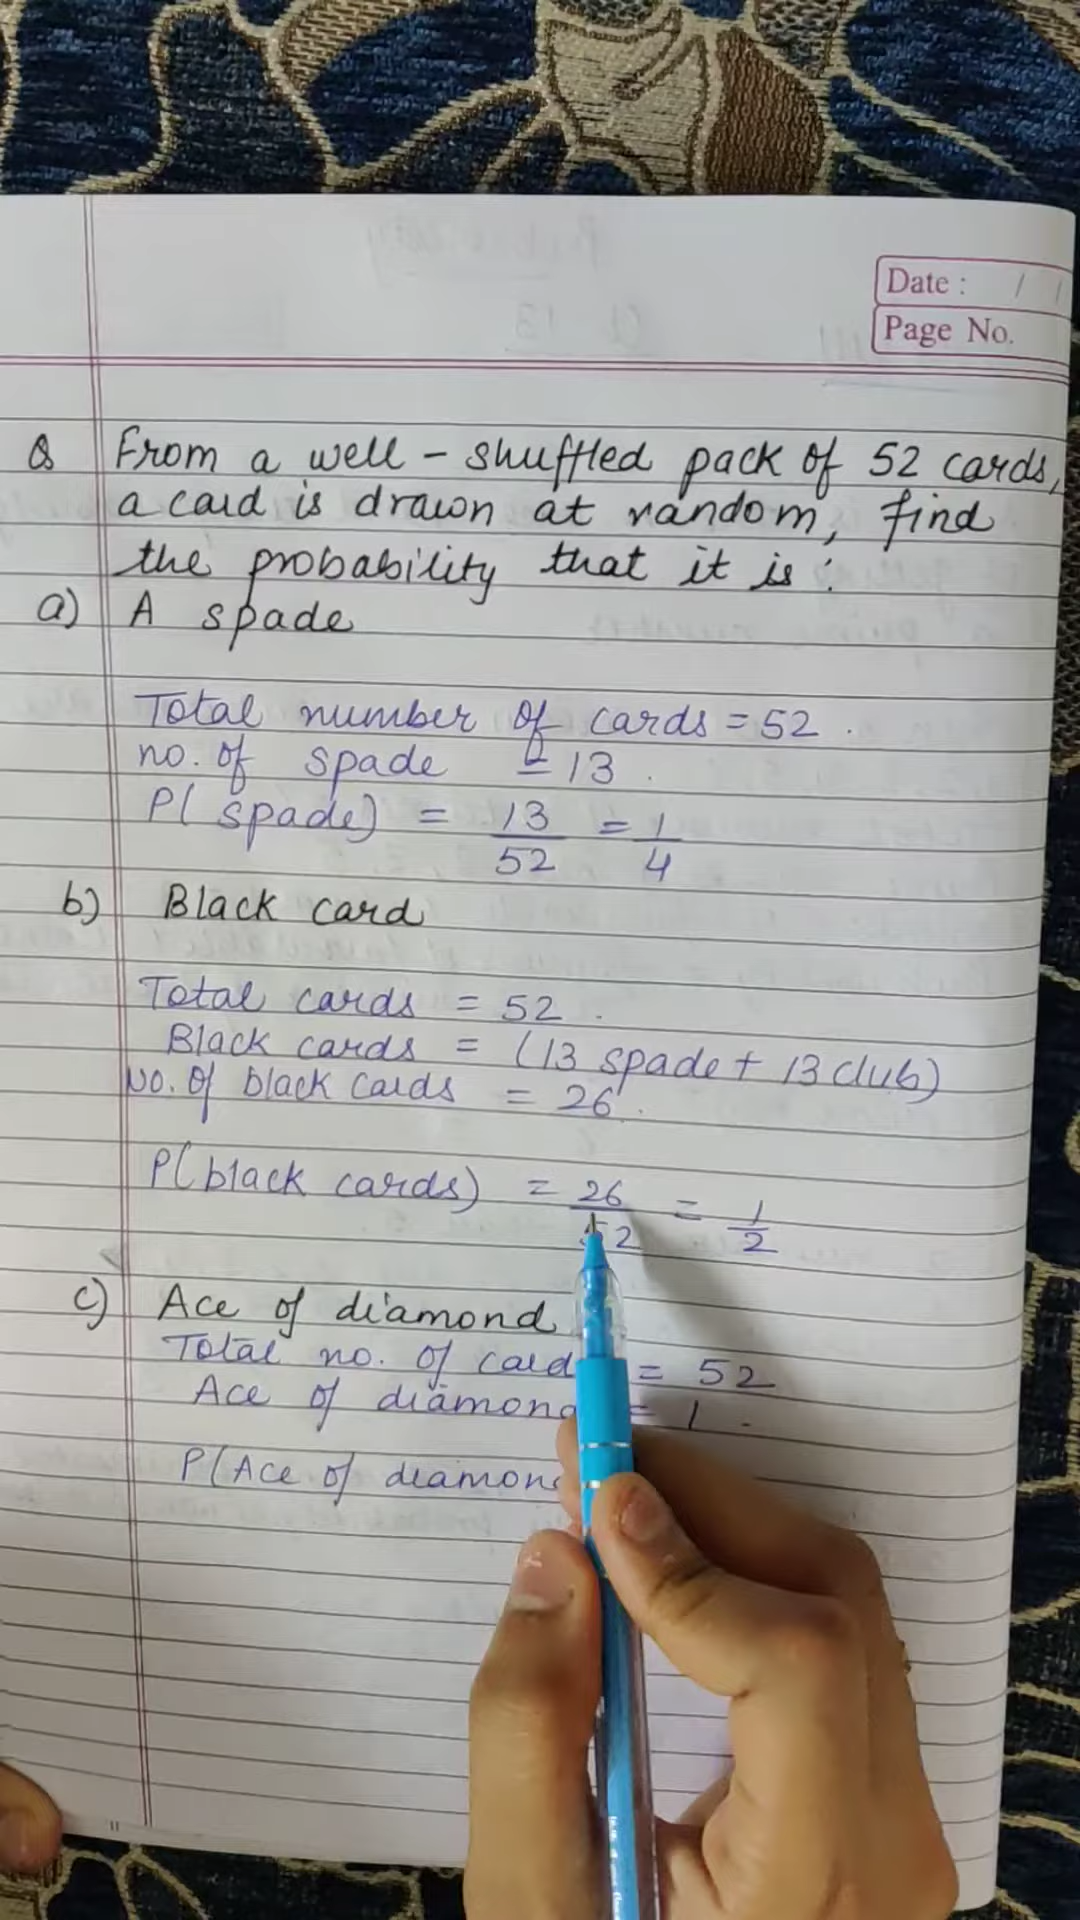 Date : / /
Page No.
Q From a well - shuffled pack of 52 cards,
a card is drawn at random, find
the probability that it is :
a) A spade
Total number of cards = 52 .
no. of spade = 13 .
P( spade) = 13/52 = 1/4
b) Black card
Total cards = 52 .
Black cards = (13 spade + 13 club)
No. of black cards = 26 .
P(black cards) = 26/52 = 1/2
c) Ace of diamond
Total no. of card = 52
Ace of diamond = 1 .
P(Ace of diamond